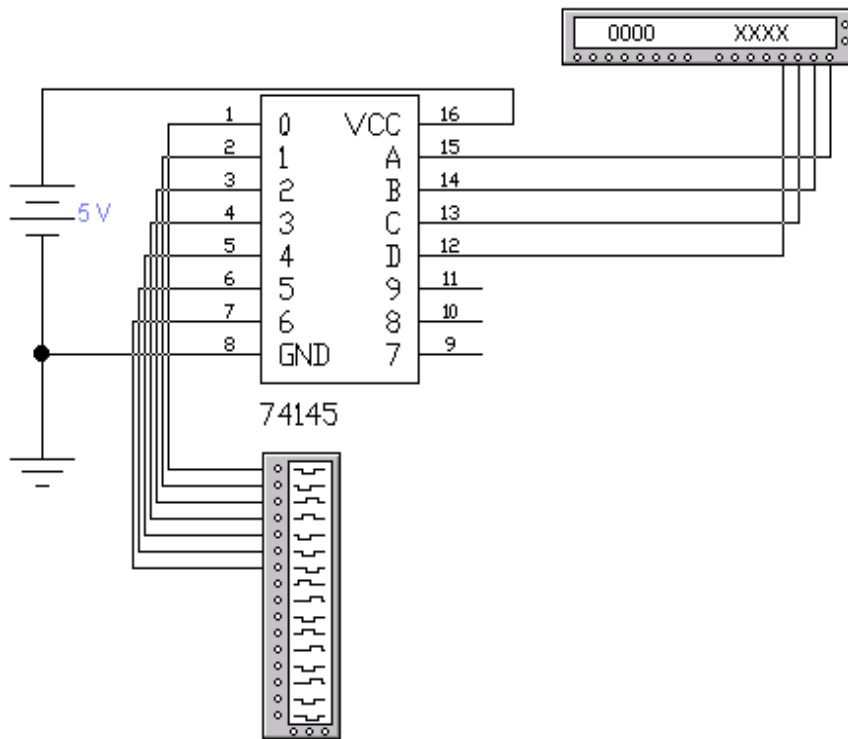 0000 XXXX
1 0 VCC 16
2 1 A 15
3 2 B 14
5 V
4 3 C 13
5 4 D 12
6 5 9 11
7 6 8 10
8 GND 7 9
74145